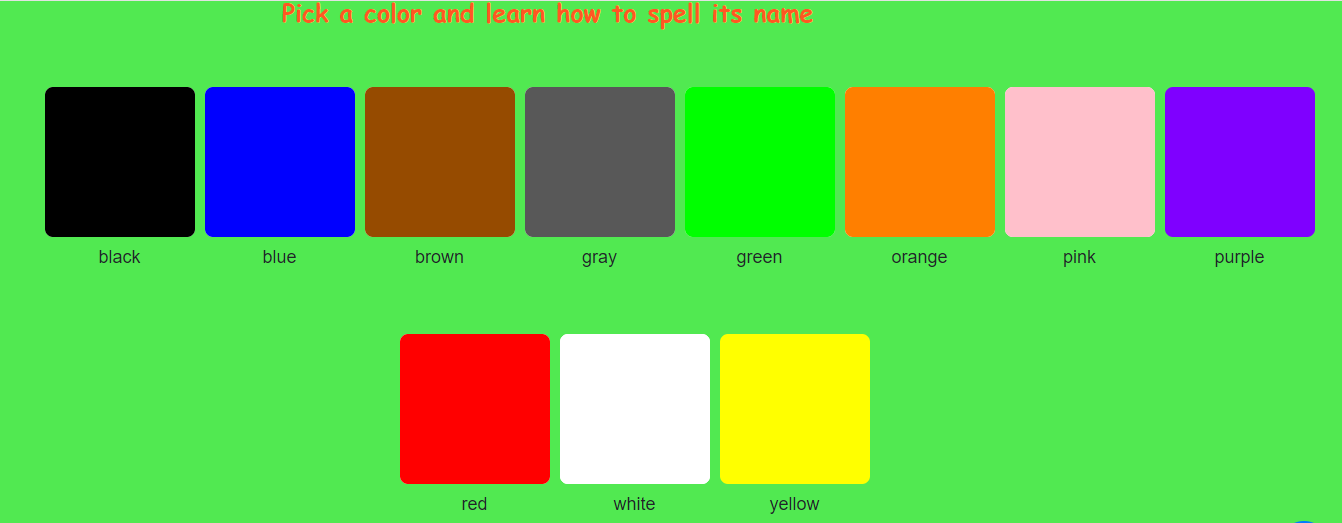 Pick a color and learn how to spell its name
black blue brown gray green orange pink purple
red white yellow